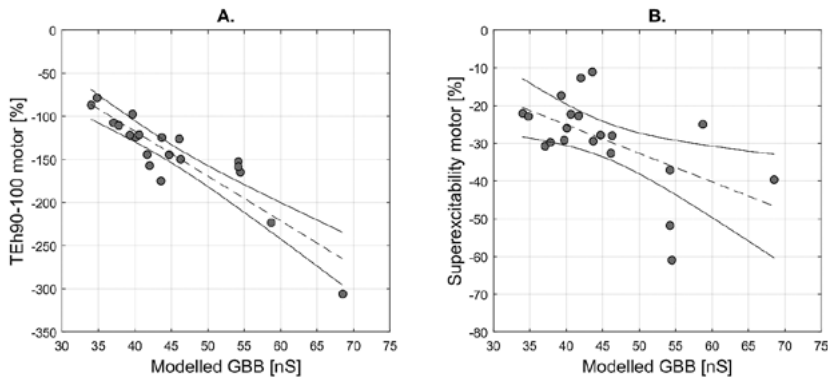 A.
TEh90-100 motor [%]
0
-50
-100
-150
-200
-250
-300
-350
30 35 40 45 50 55 60 65 70 75
Modelled GBB [nS]
B.
Superexcitability motor [%]
0
-10
-20
-30
-40
-50
-60
-70
-80
30 35 40 45 50 55 60 65 70 75
Modelled GBB [nS]